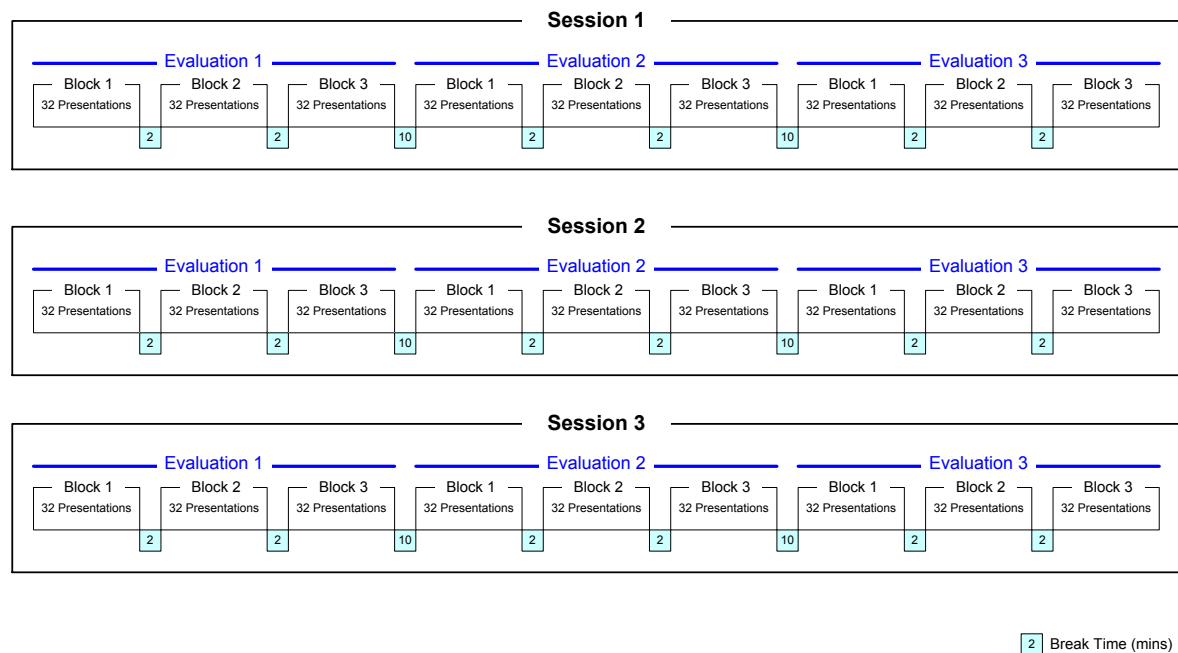 Session 1
Evaluation 1 Evaluation 2 Evaluation 3
Block 1 Block 2 Block 3 Block 1 Block 2 Block 3 Block 1 Block 2 Block 3
32 Presentations 32 Presentations 32 Presentations 32 Presentations 32 Presentations 32 Presentations 32 Presentations 32 Presentations 32 Presentations
2 2 10 2 2 10 2 2
Session 2
Evaluation 1 Evaluation 2 Evaluation 3
Block 1 Block 2 Block 3 Block 1 Block 2 Block 3 Block 1 Block 2 Block 3
32 Presentations 32 Presentations 32 Presentations 32 Presentations 32 Presentations 32 Presentations 32 Presentations 32 Presentations 32 Presentations
2 2 10 2 2 10 2 2
Session 3
Evaluation 1 Evaluation 2 Evaluation 3
Block 1 Block 2 Block 3 Block 1 Block 2 Block 3 Block 1 Block 2 Block 3
32 Presentations 32 Presentations 32 Presentations 32 Presentations 32 Presentations 32 Presentations 32 Presentations 32 Presentations 32 Presentations
2 2 10 2 2 10 2 2
2 Break Time (mins)